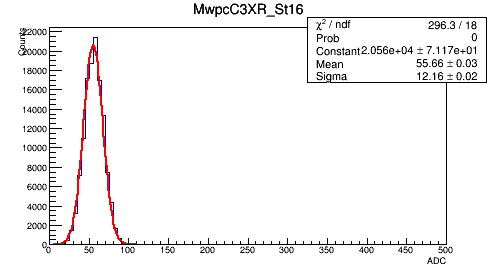 MwpcC3XR_St16
χ² / ndf 296.3 / 18
Prob 0
Constant 2.056e+04 ± 7.117e+01
Mean 55.66 ± 0.03
Sigma 12.16 ± 0.02
Counts
22000
20000
18000
16000
14000
12000
10000
8000
6000
4000
2000
0
0 50 100 150 200 250 300 350 400 450 500
ADC